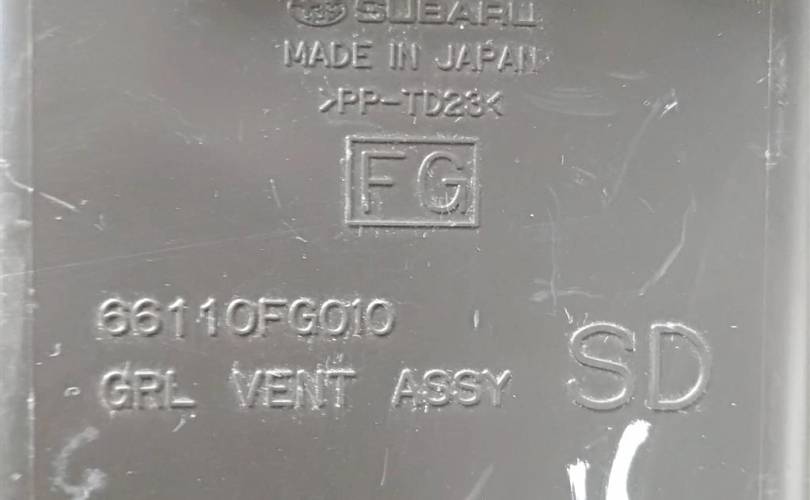 SUBARU
MADE IN JAPAN
>PP-TD23<
FG
66110FG010
GRL VENT ASSY SD